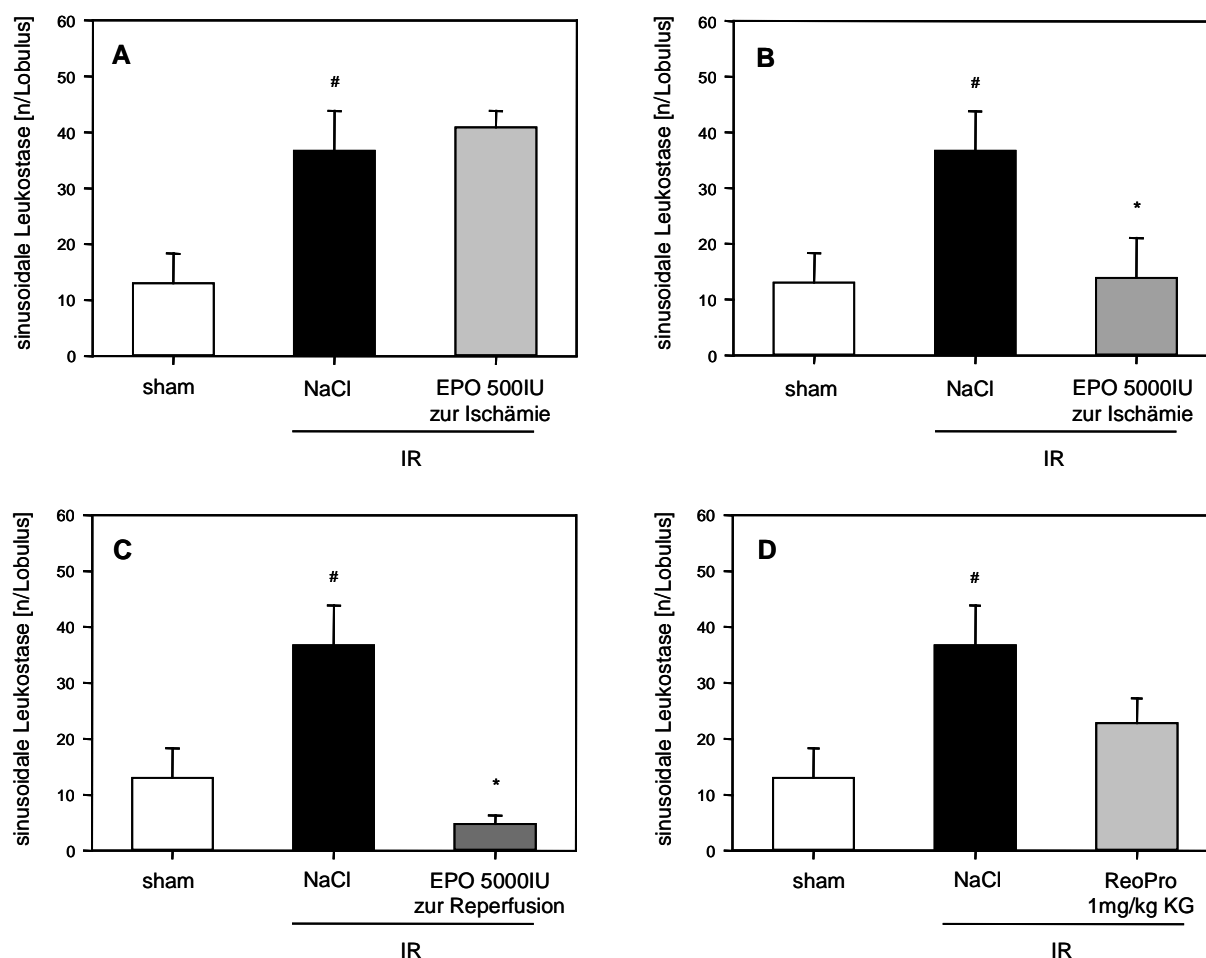 sinusoidale Leukostase [n/Lobulus]
60
50
40
30
20
10
0
A
#
sham
NaCl
EPO 500IU
zur Ischämie
IR
sinusoidale Leukostase [n/Lobulus]
60
50
40
30
20
10
0
B
#
*
sham
NaCl
EPO 5000IU
zur Ischämie
IR
sinusoidale Leukostase [n/Lobulus]
60
50
40
30
20
10
0
C
#
*
sham
NaCl
EPO 5000IU
zur Reperfusion
IR
sinusoidale Leukostase [n/Lobulus]
60
50
40
30
20
10
0
D
#
sham
NaCl
ReoPro
1mg/kg KG
IR